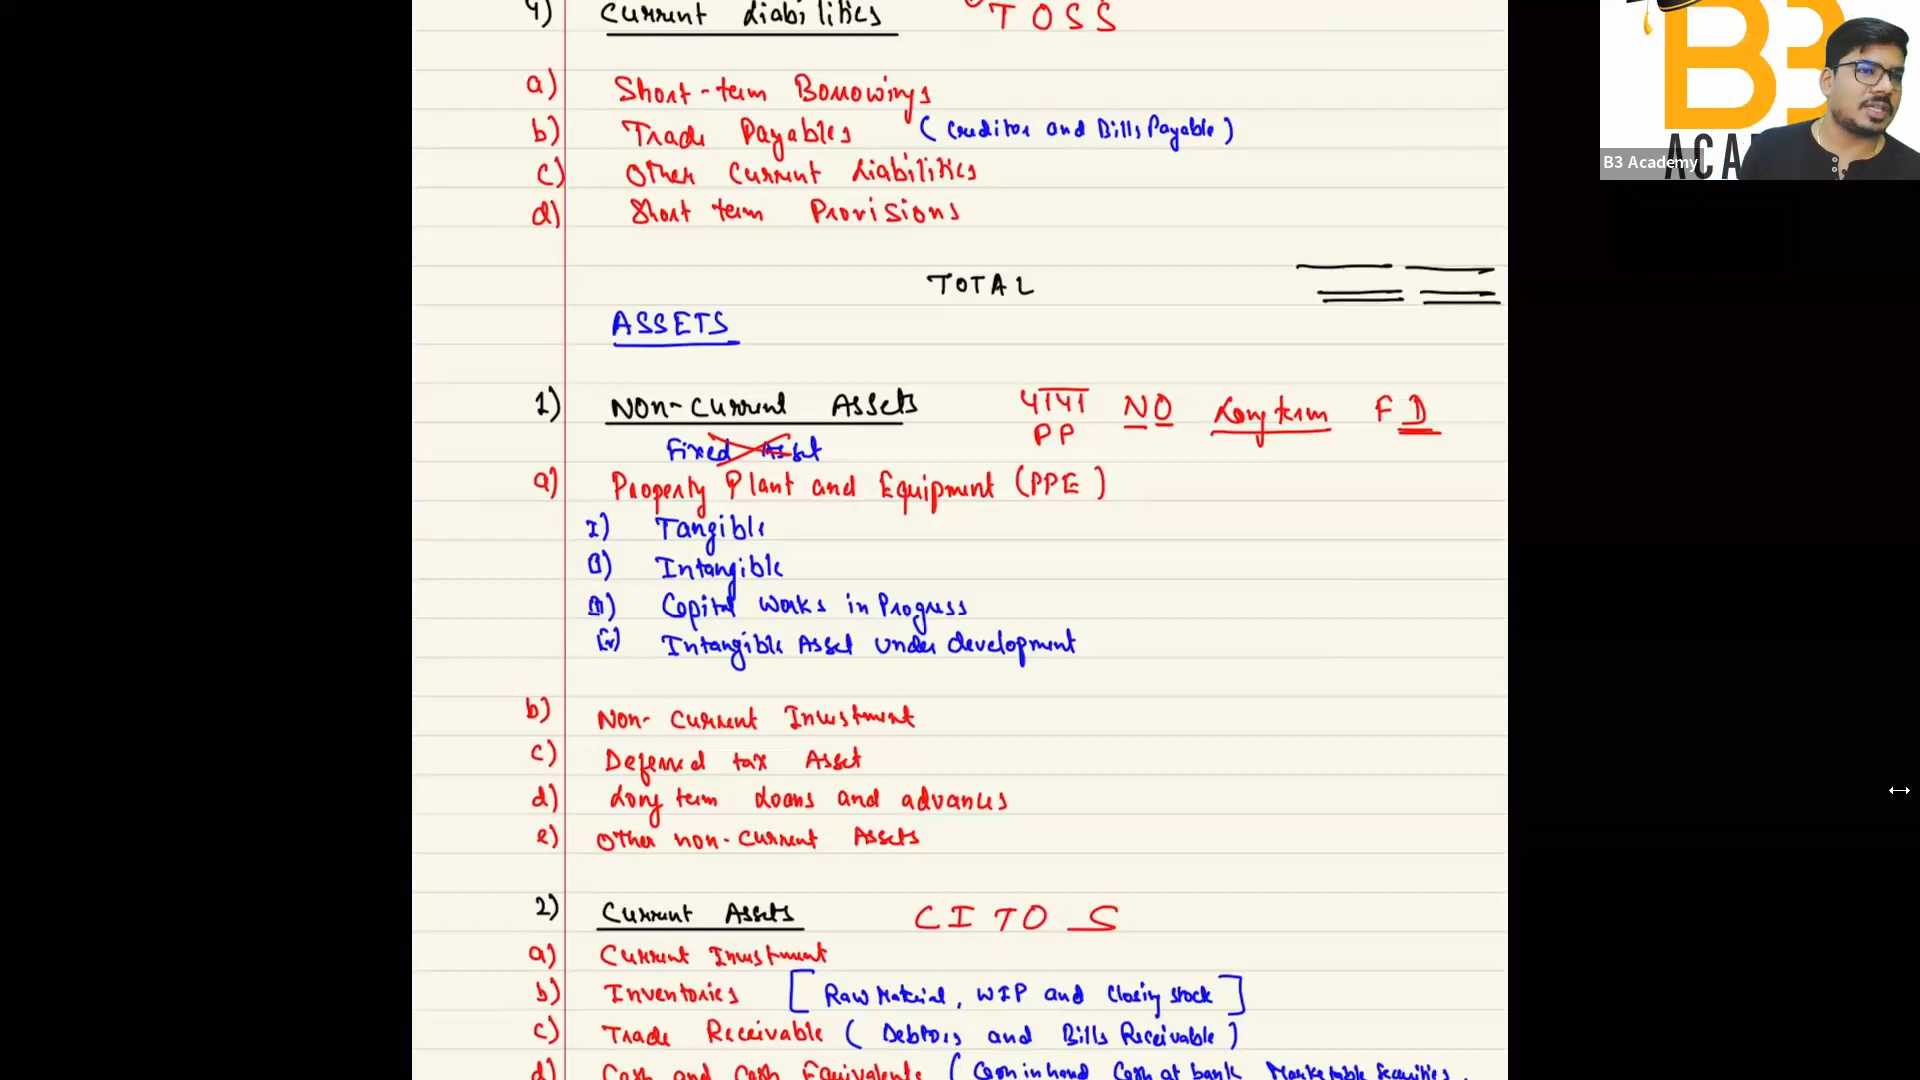 4) Current Liabilities TOSS
a) Short-term Borrowings
b) Trade Payables (Creditor and Bills Payable)
c) Other Current Liabilities
d) Short term Provisions
TOTAL
ASSETS
1) Non-Current Assets NO Long term F D
PP
Fixed Asset
a) Property Plant and Equipment (PPE)
I) Tangible
II) Intangible
III) Capital Works in Progress
iv) Intangible Asset under development
b) Non-Current Investment
c) Deferred tax Asset
d) Long term Loans and advances
e) Other non-current Assets
2) Current Assets CITO S
a) Current Investment
b) Inventories [Raw Material, WIP and Closing stock]
c) Trade Receivable (Debtors and Bills Receivable)
d) Cash and Cash Equivalents (Cash in hand Cash at bank Marketable Securities,
B3
ACA
B3 Academy